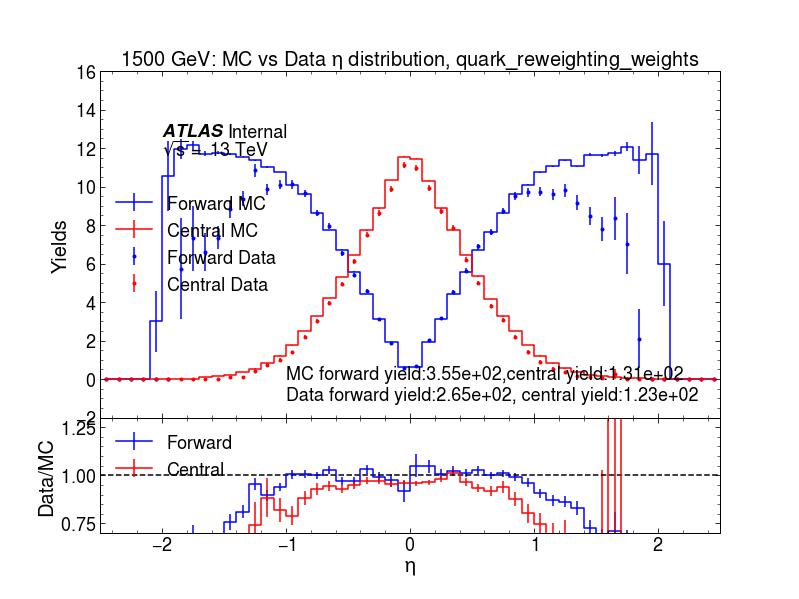 1500 GeV: MC vs Data η distribution, quark_reweighting_weights
16
14
12
10
8
6
4
2
0
−2
Yields
ATLAS Internal
√s = 13 TeV
Forward MC
Central MC
Forward Data
Central Data
MC forward yield:3.55e+02,central yield:1.31e+02
Data forward yield:2.65e+02, central yield:1.23e+02
1.25
1.00
0.75
Data/MC
Forward
Central
−2
−1
0
1
2
η